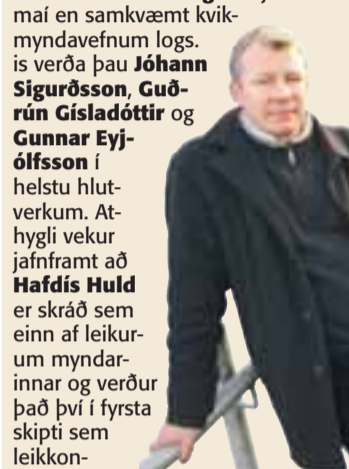 maí en samkvæmt kvik-
myndavefnum logs.
is verða þau Jóhann
Sigurðsson, Guð-
rún Gísladóttir og
Gunnar Eyj-
ólfsson í
helstu hlut-
verkum. At-
hygli vekur
jafnframt að
Hafdís Huld
er skráð sem
einn af leikur-
um myndar-
innar og verður
það því í fyrsta
skipti sem
leikkon-